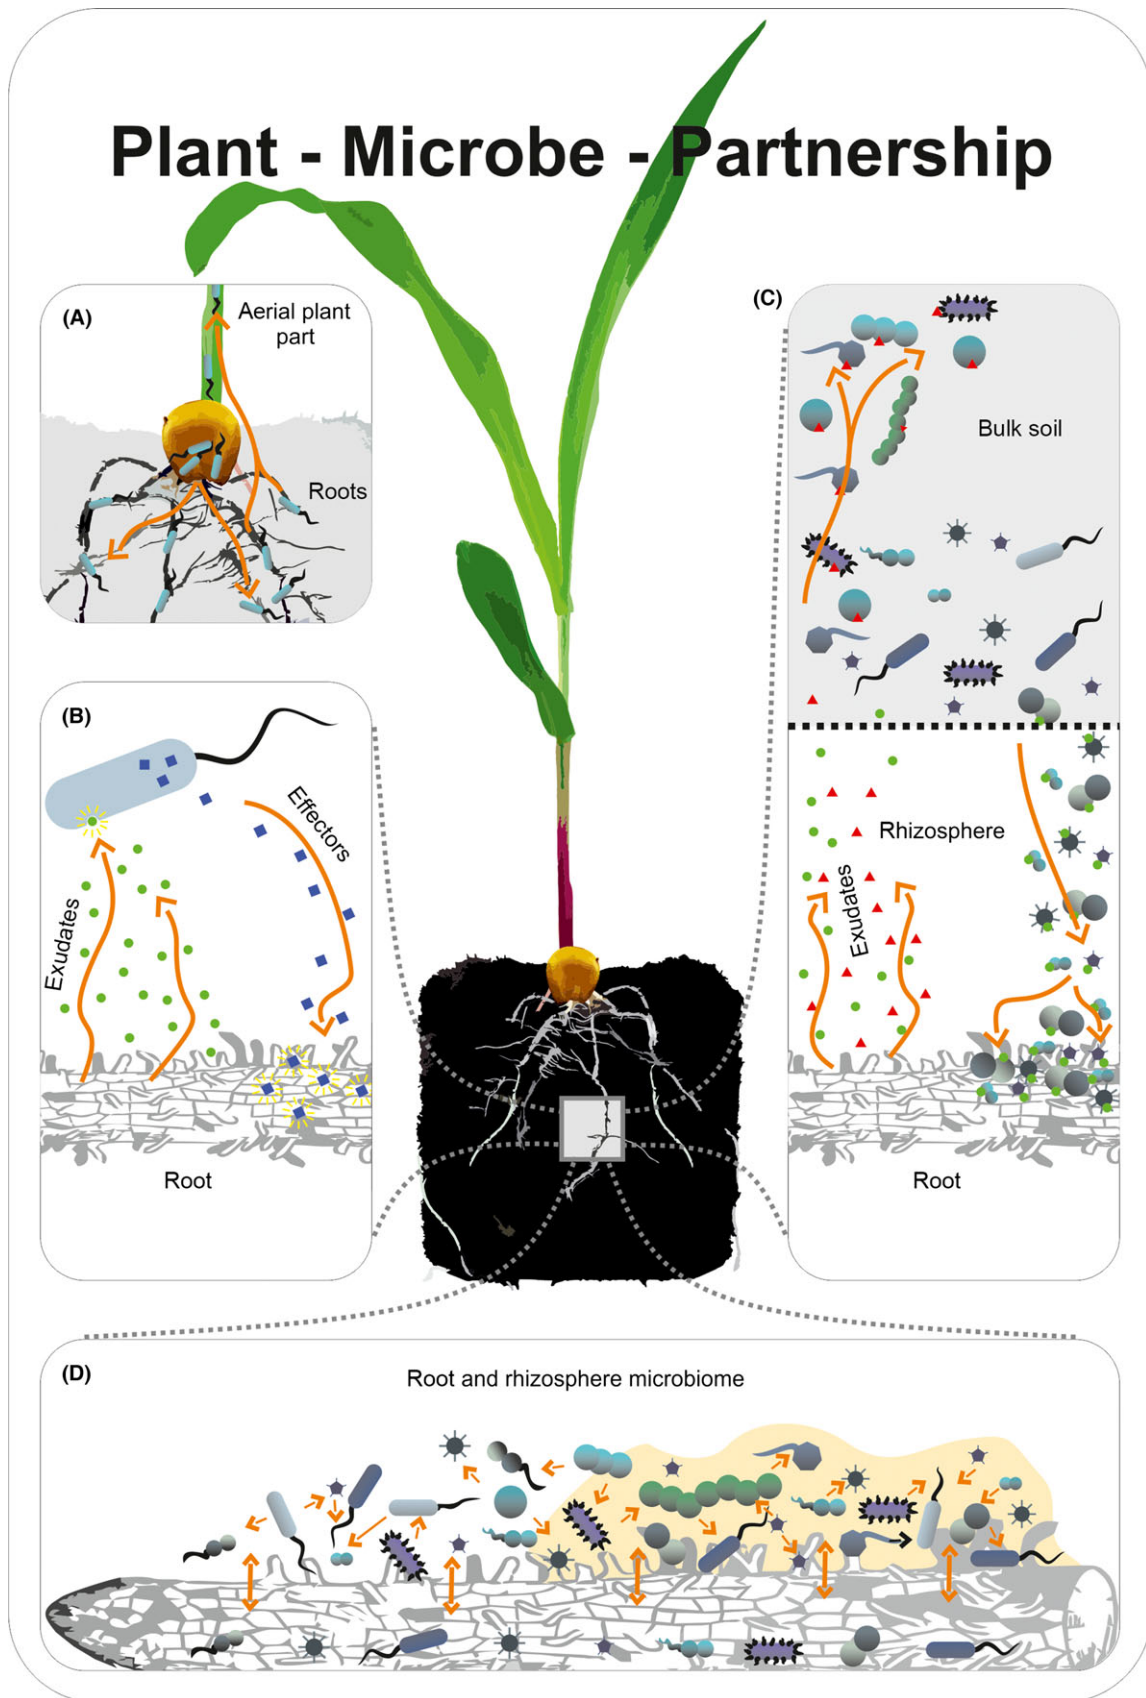 Plant - Microbe - Partnership
(A)
Aerial plant
part
Roots
(B)
Effectors
Exudates
Root
(C)
Bulk soil
Rhizosphere
Exudates
Root
(D)
Root and rhizosphere microbiome